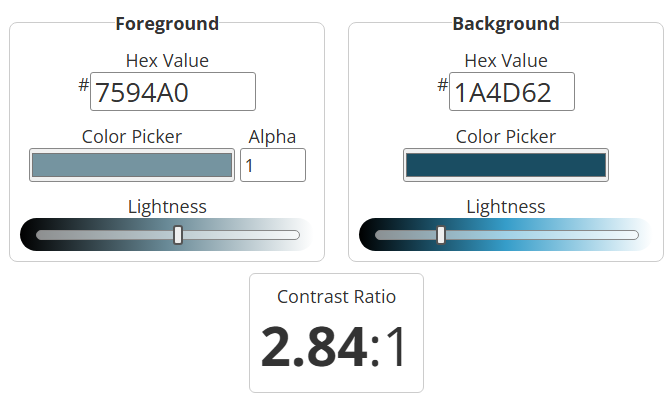 Foreground
Hex Value
# 7594A0
Color Picker Alpha
1
Lightness
Background
Hex Value
# 1A4D62
Color Picker
Lightness
Contrast Ratio
2.84:1